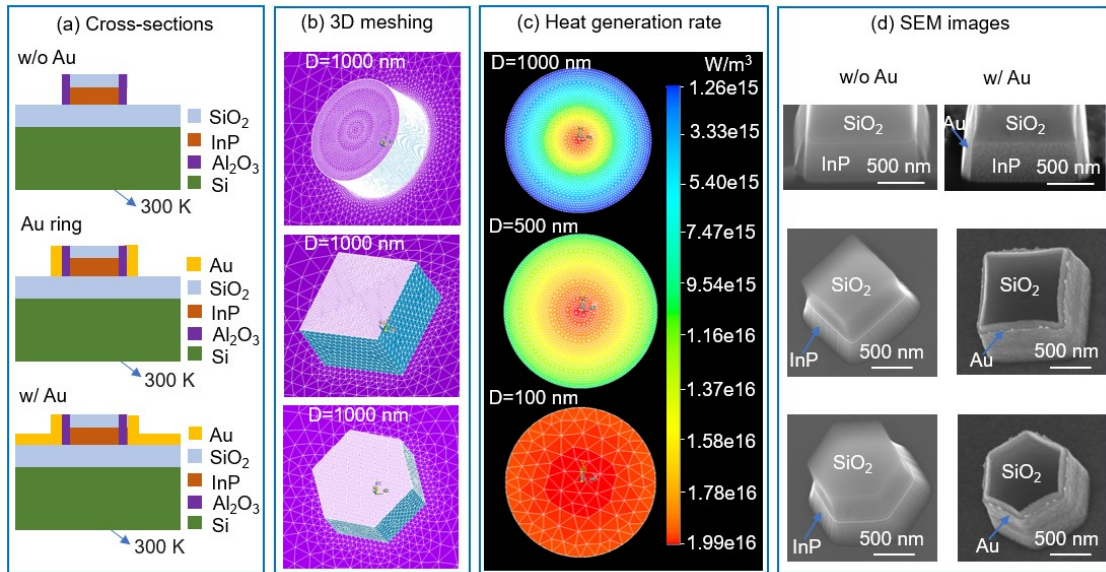 (a) Cross-sections
w/o Au
SiO₂
InP
Al₂O₃
Si
300 K
Au ring
Au
SiO₂
InP
Al₂O₃
Si
300 K
w/ Au
Au
SiO₂
InP
Al₂O₃
Si
300 K
(b) 3D meshing
D=1000 nm
D=1000 nm
D=1000 nm
(c) Heat generation rate
D=1000 nm
W/m³
1.26e15
3.33e15
5.40e15
D=500 nm
7.47e15
9.54e15
1.16e16
1.37e16
D=100 nm
1.58e16
1.78e16
1.99e16
(d) SEM images
w/o Au
w/ Au
SiO₂
InP
500 nm
Au
SiO₂
InP
500 nm
SiO₂
InP
500 nm
SiO₂
Au
500 nm
SiO₂
InP
500 nm
SiO₂
Au
500 nm